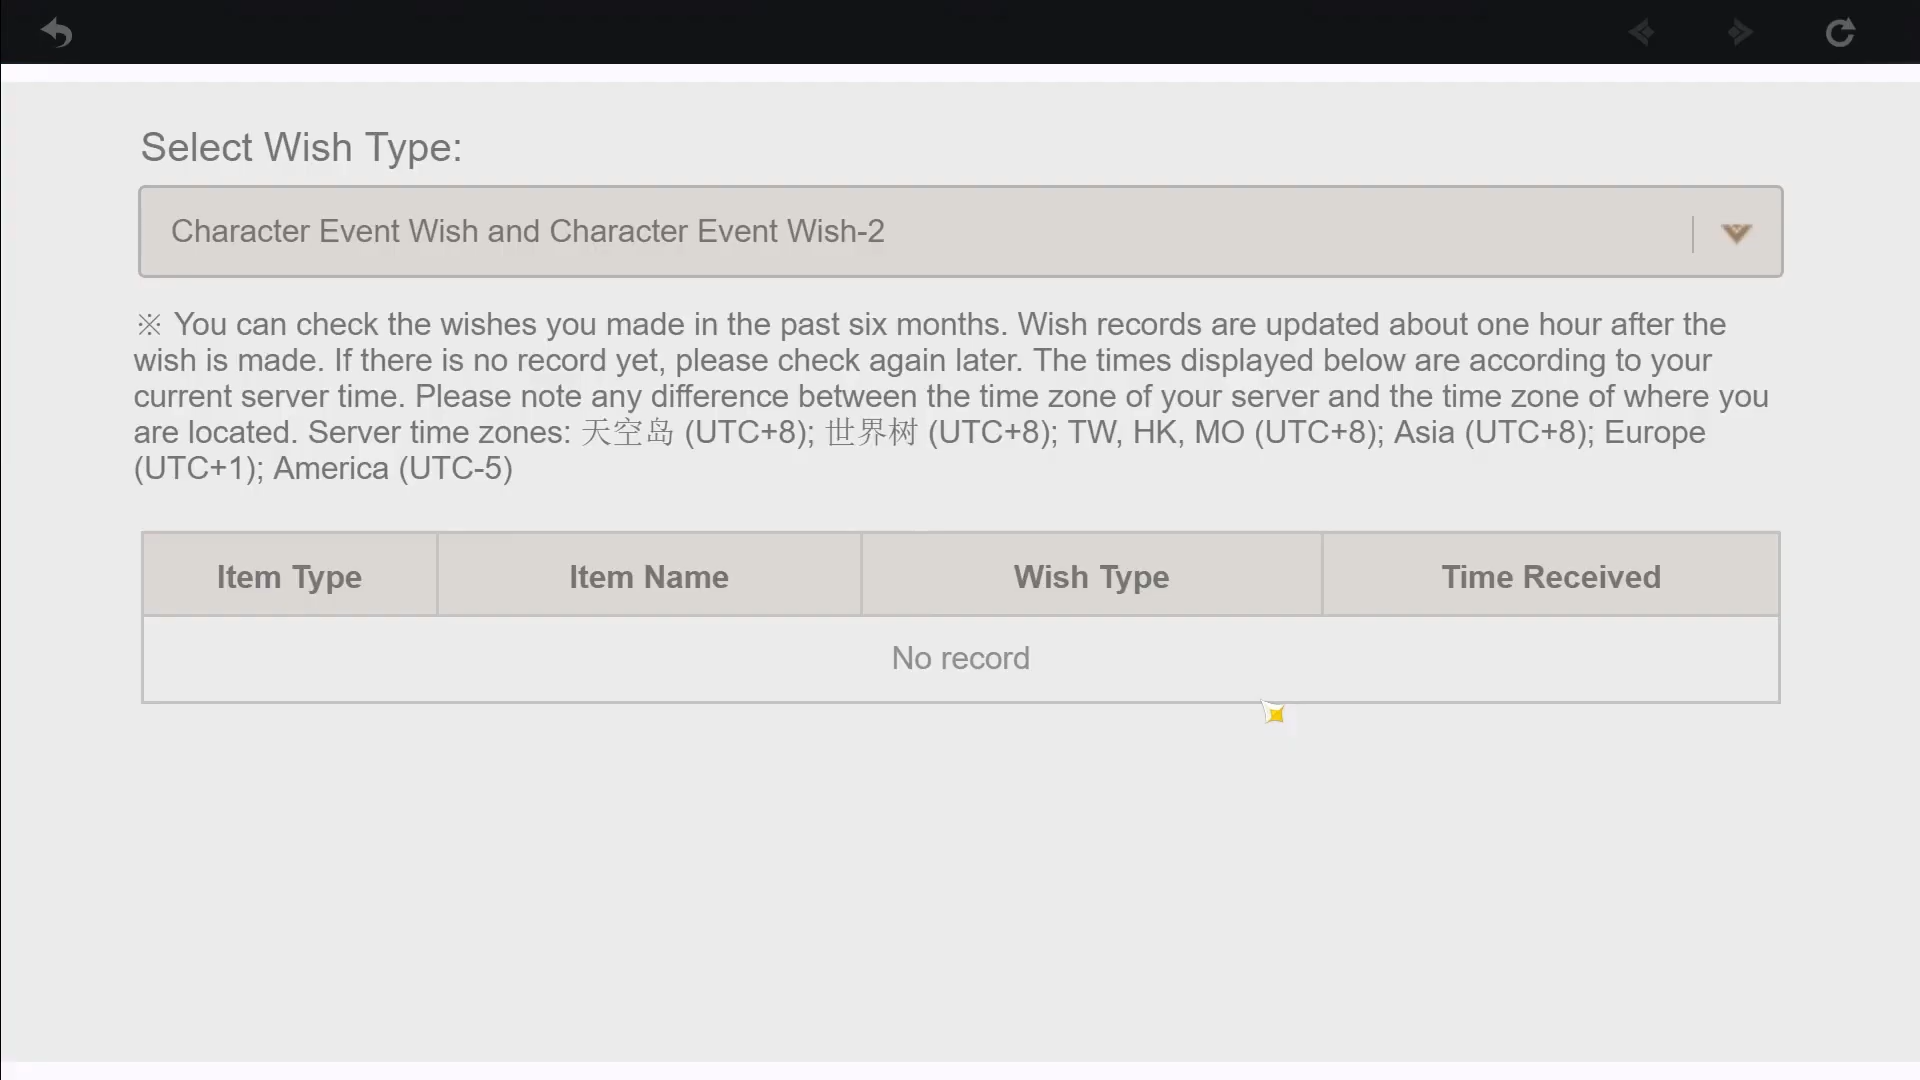 Select Wish Type:
Character Event Wish and Character Event Wish-2
※ You can check the wishes you made in the past six months. Wish records are updated about one hour after the
wish is made. If there is no record yet, please check again later. The times displayed below are according to your
current server time. Please note any difference between the time zone of your server and the time zone of where you
are located. Server time zones: 天空岛 (UTC+8); 世界树 (UTC+8); TW, HK, MO (UTC+8); Asia (UTC+8); Europe
(UTC+1); America (UTC-5)
Item Type Item Name Wish Type Time Received
No record